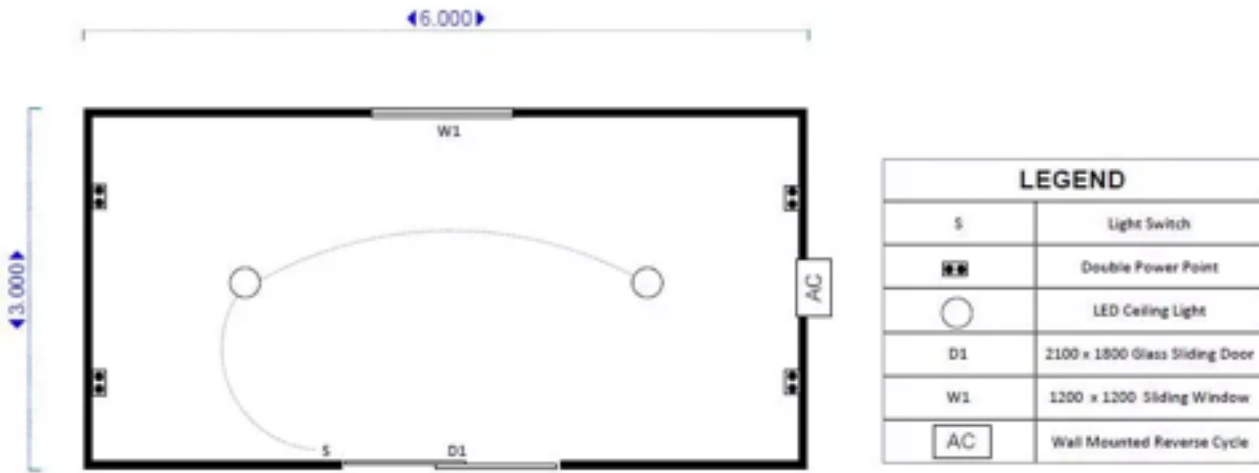 6.000
W1
3.000
AC
S
D1
LEGEND
S Light Switch
Double Power Point
LED Ceiling Light
D1 2100 x 1800 Glass Sliding Door
W1 1200 x 1200 Sliding Window
AC Wall Mounted Reverse Cycle